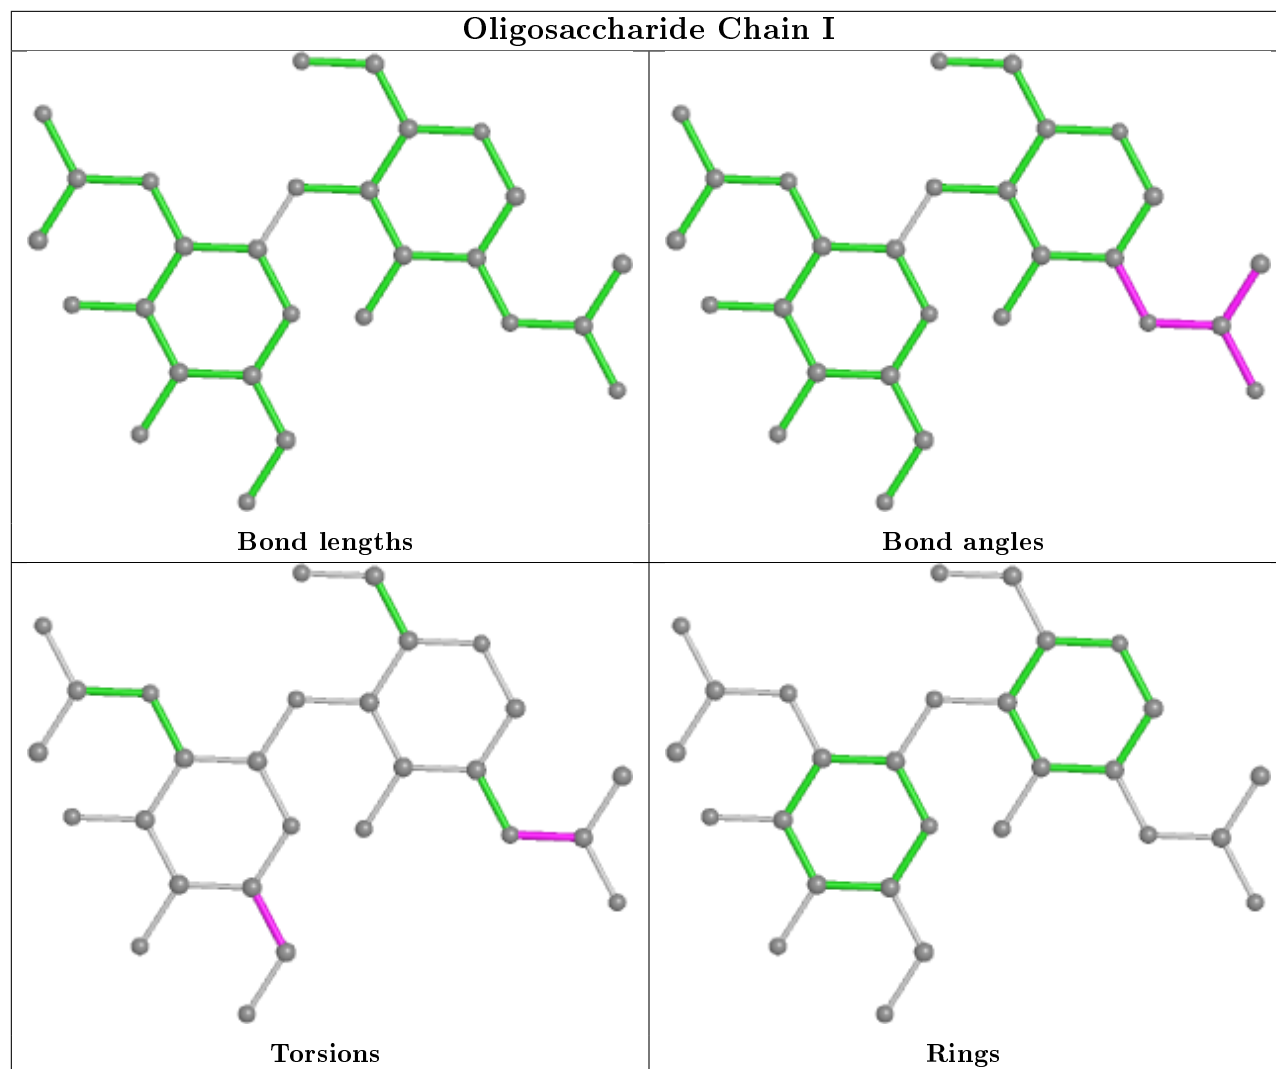 Oligosaccharide Chain I
Bond lengths
Bond angles
Torsions
Rings